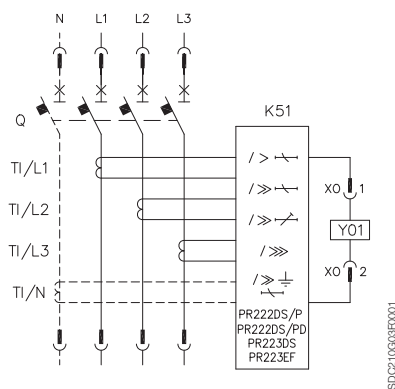 N L1 L2 L3
Q
K51
TI/L1
TI/L2
TI/L3
TI/N
I >
I ≫
I ≫
I ⋙
I ≫
PR222DS/P
PR222DS/PD
PR223DS
PR223EF
X0 1
Y01
X0 2
SDC210G03F0001